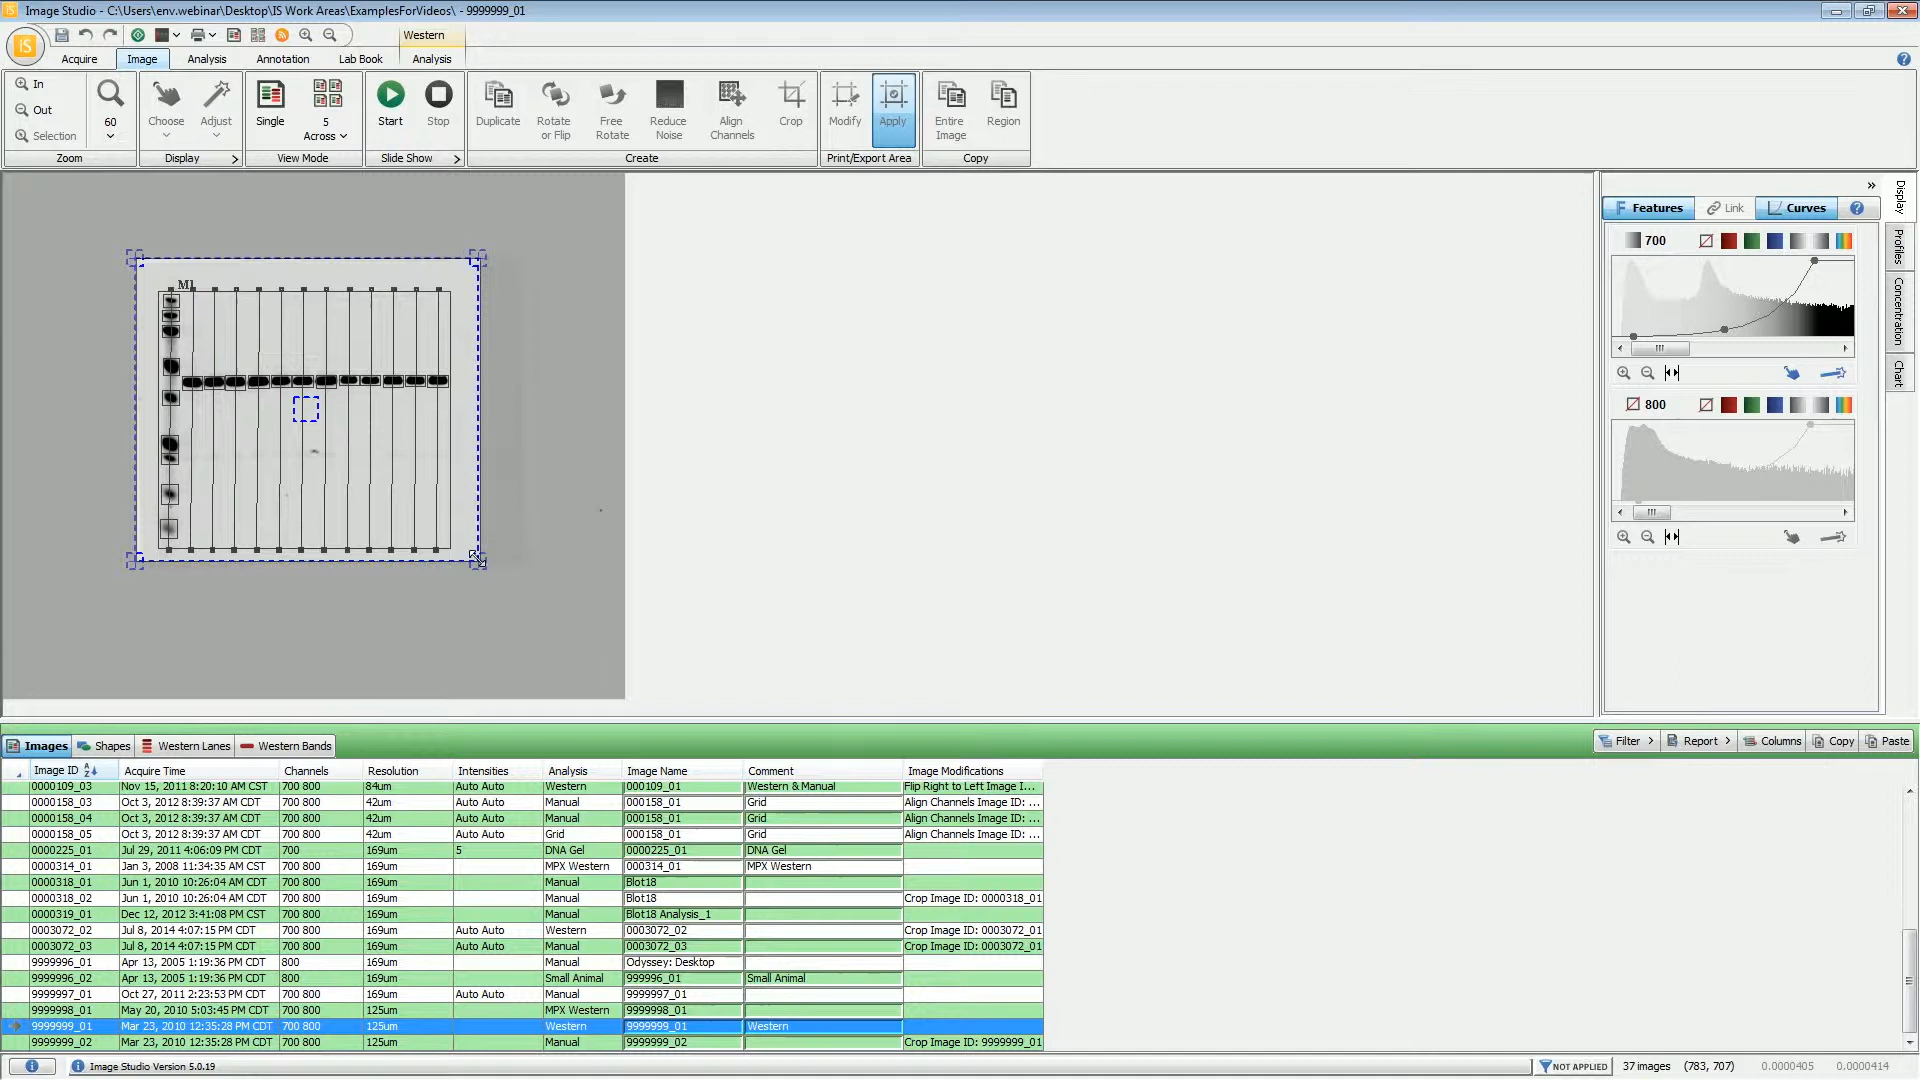 Image Studio - C:\Users\env.webinar\Desktop\IS Work Areas\ExamplesForVideos\ - 9999999_01
IS
Western
Acquire Image Analysis Annotation Lab Book Analysis
In
Out
Selection
60
Zoom
Choose
Adjust
Display
Single
5
Across
View Mode
Start
Stop
Slide Show
Duplicate
Rotate
or Flip
Free
Rotate
Reduce
Noise
Align
Channels
Crop
Create
Modify
Apply
Print/Export Area
Entire
Image
Region
Copy
M1
Features Link Curves
700
800
Display
Profiles
Concentration
Chart
Images Shapes Western Lanes Western Bands
Filter Report Columns Copy Paste
Image ID Acquire Time Channels Resolution Intensities Analysis Image Name Comment Image Modifications
0000109_03 Nov 15, 2011 8:20:10 AM CST 700 800 84um Auto Auto Western 000109_01 Western & Manual Flip Right to Left Image I...
0000158_03 Oct 3, 2012 8:39:37 AM CDT 700 800 42um Auto Auto Manual 000158_01 Grid Align Channels Image ID: ...
0000158_04 Oct 3, 2012 8:39:37 AM CDT 700 800 42um Auto Auto Manual 000158_01 Grid Align Channels Image ID: ...
0000158_05 Oct 3, 2012 8:39:37 AM CDT 700 800 42um Auto Auto Grid 000158_01 Grid Align Channels Image ID: ...
0000225_01 Jul 29, 2011 4:06:09 PM CDT 700 169um 5 DNA Gel 0000225_01 DNA Gel
0000314_01 Jan 3, 2008 11:34:35 AM CST 700 800 169um MPX Western 000314_01 MPX Western
0000318_01 Jun 1, 2010 10:26:04 AM CDT 700 800 169um Manual Blot18
0000318_02 Jun 1, 2010 10:26:04 AM CDT 700 800 169um Manual Blot18 Crop Image ID: 0000318_01
0000319_01 Dec 12, 2012 3:41:08 PM CST 700 800 169um Manual Blot18 Analysis_1
0003072_02 Jul 8, 2014 4:07:15 PM CDT 700 800 169um Auto Auto Western 0003072_02 Crop Image ID: 0003072_01
0003072_03 Jul 8, 2014 4:07:15 PM CDT 700 800 169um Auto Auto Manual 0003072_03 Crop Image ID: 0003072_01
9999996_01 Apr 13, 2005 1:19:36 PM CDT 800 169um Manual Odyssey: Desktop
9999996_02 Apr 13, 2005 1:19:36 PM CDT 800 169um Small Animal 9999996_01 Small Animal
9999997_01 Oct 27, 2011 2:23:53 PM CDT 700 800 169um Auto Auto Manual 9999997_01
9999998_01 May 20, 2010 5:03:45 PM CDT 700 800 125um MPX Western 9999998_01
9999999_01 Mar 23, 2010 12:35:28 PM CDT 700 800 125um Western 9999999_01 Western
9999999_02 Mar 23, 2010 12:35:28 PM CDT 700 800 125um Manual 9999999_02 Crop Image ID: 9999999_01
Image Studio Version 5.0.19 NOT APPLIED 37 images (783, 707) 0.0000405 0.0000414